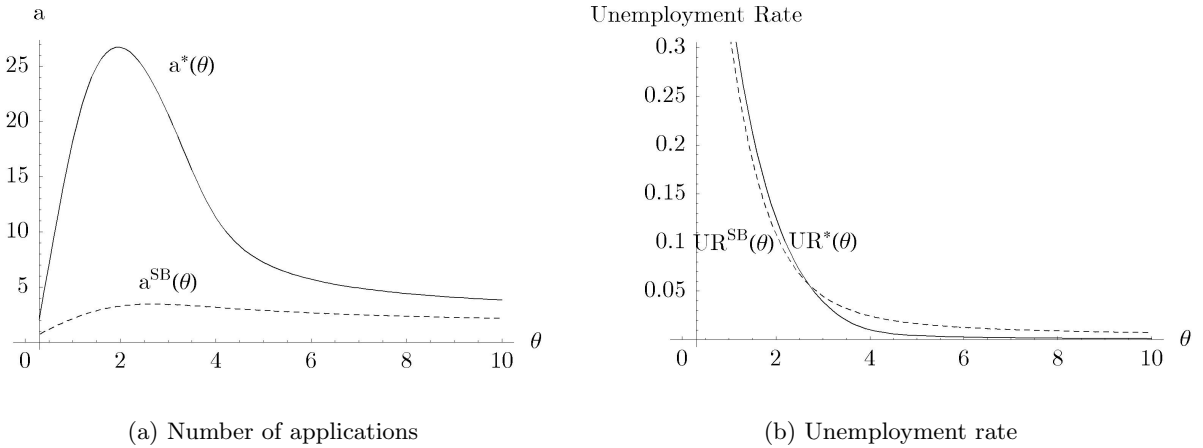 a
25
20
15
10
5
a*(θ)
a^SB(θ)
0 2 4 6 8 10 θ
(a) Number of applications
Unemployment Rate
0.3
0.25
0.2
0.15
0.1
0.05
UR^SB(θ) UR*(θ)
0 2 4 6 8 10 θ
(b) Unemployment rate